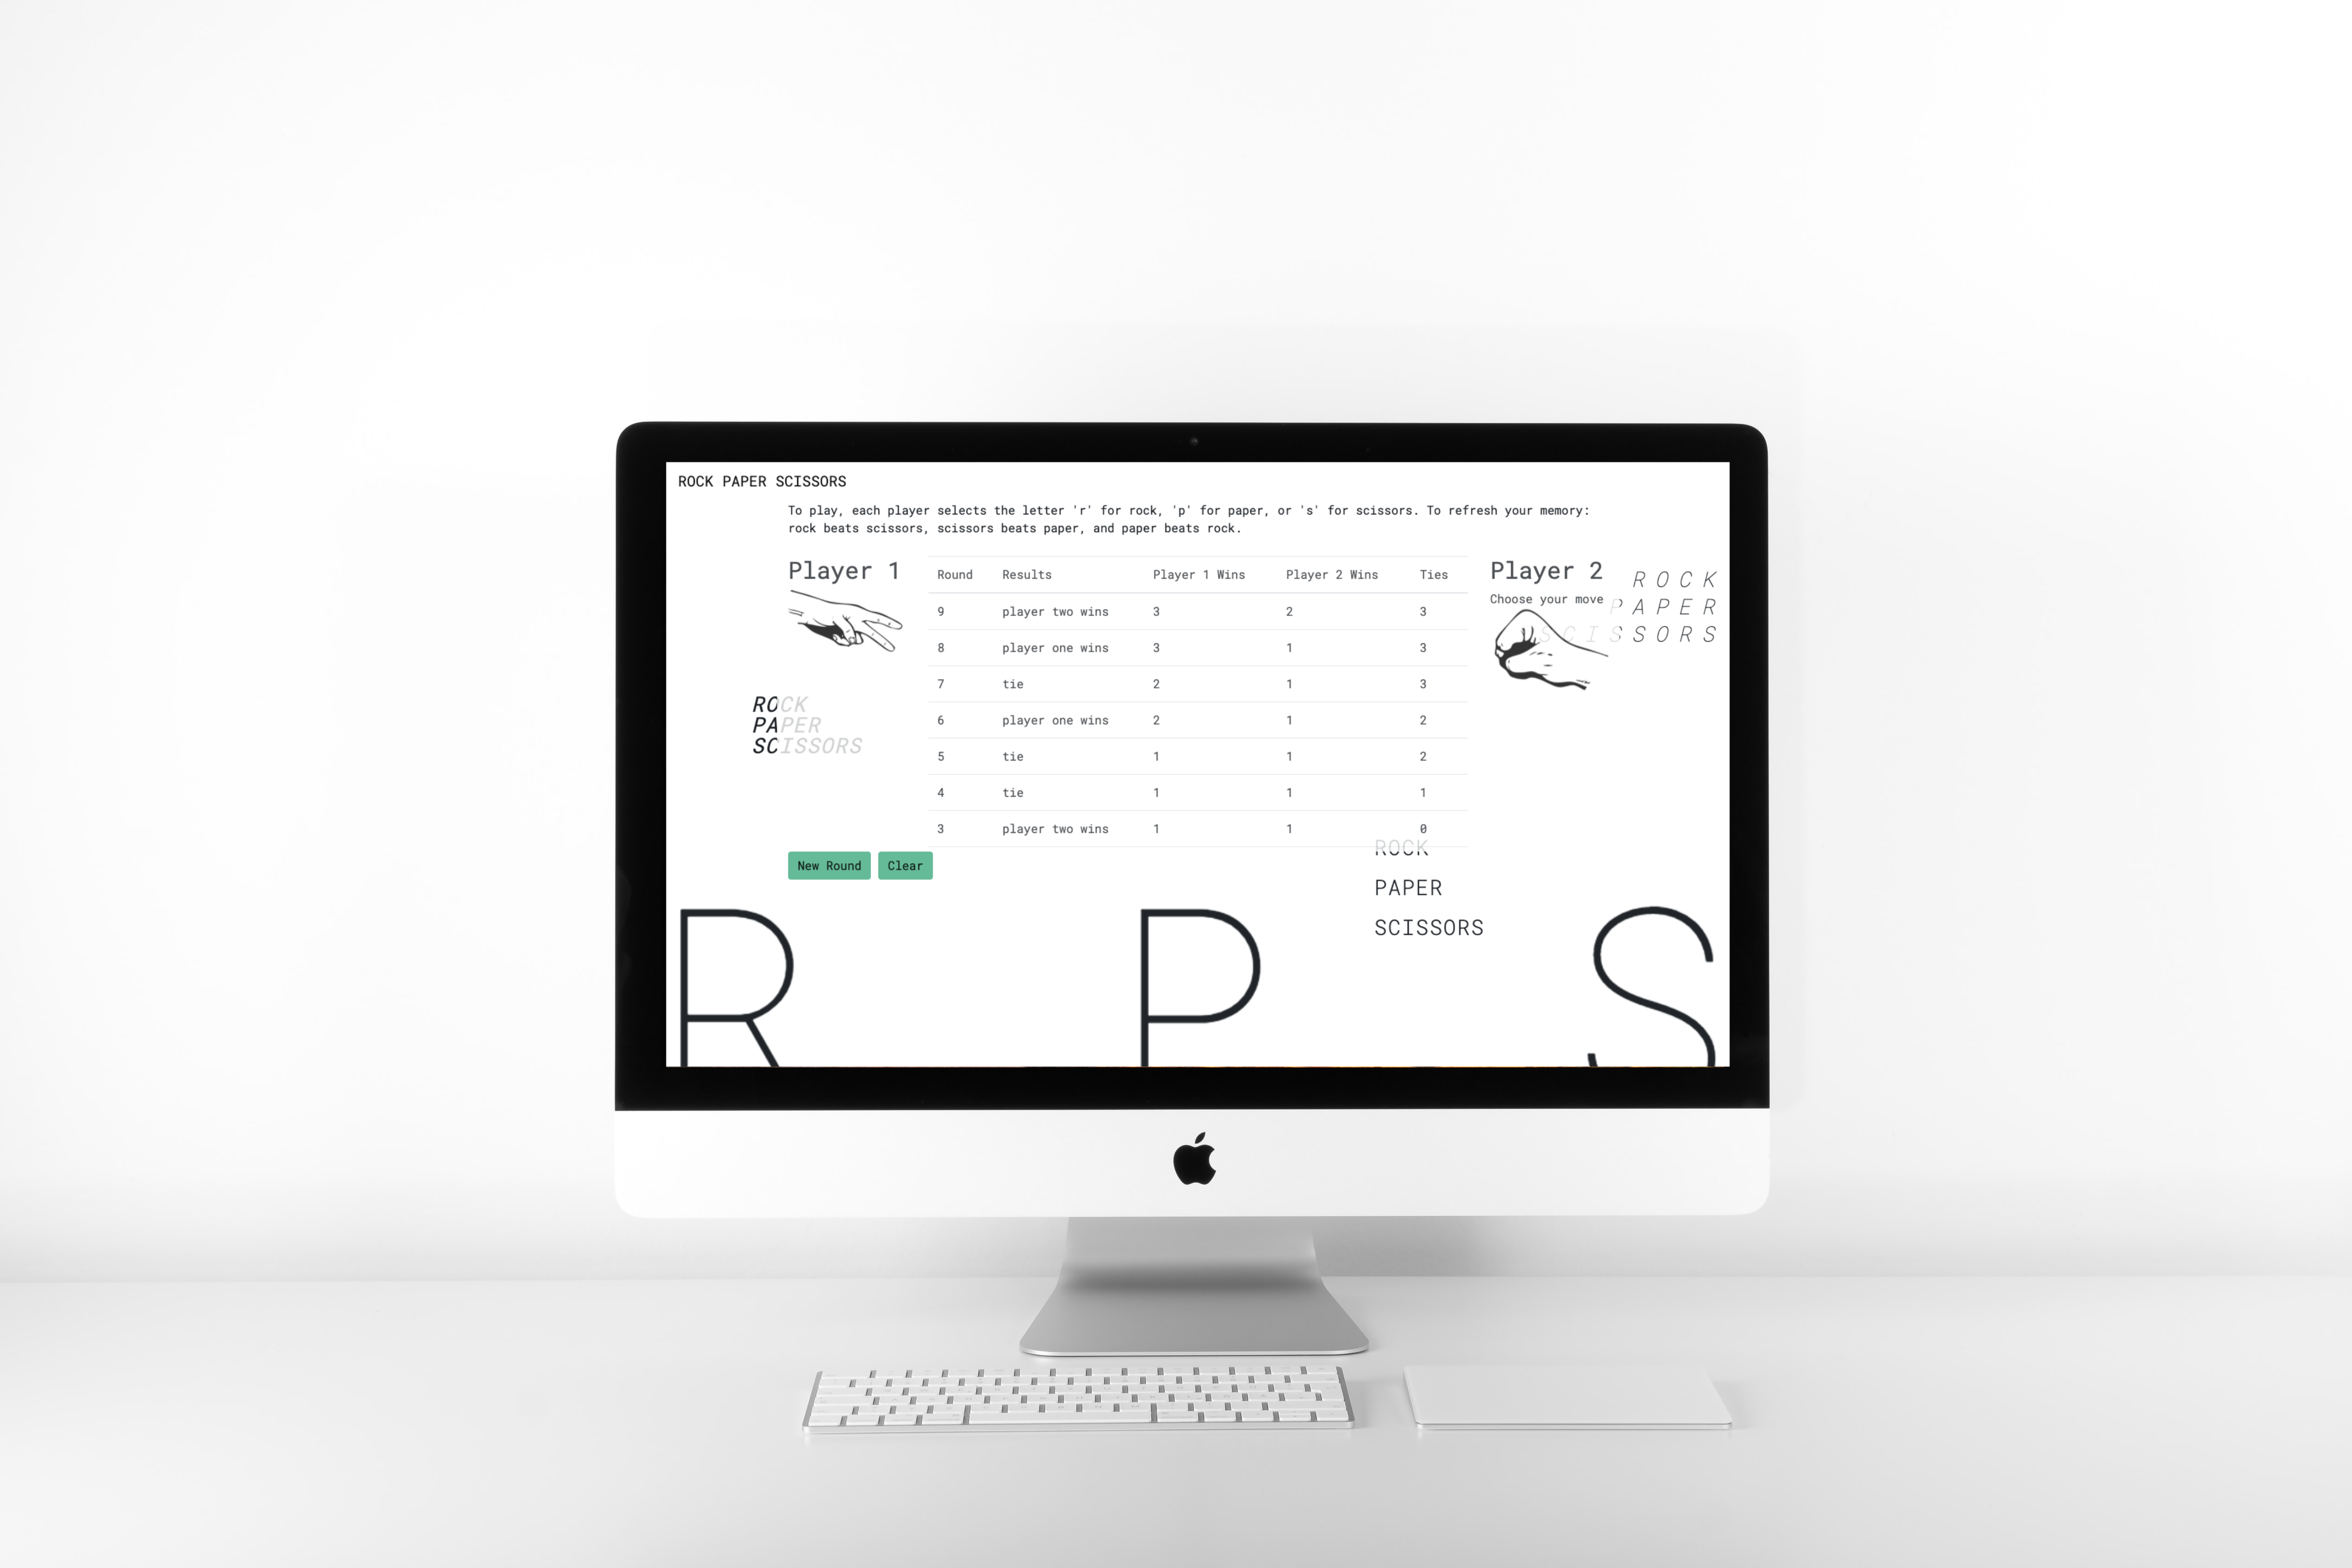 ROCK PAPER SCISSORS
To play, each player selects the letter 'r' for rock, 'p' for paper, or 's' for scissors. To refresh your memory:
rock beats scissors, scissors beats paper, and paper beats rock.
Player 1
Round Results Player 1 Wins Player 2 Wins Ties
9 player two wins 3 2 3
8 player one wins 3 1 3
7 tie 2 1 3
6 player one wins 2 1 2
5 tie 1 1 2
4 tie 1 1 1
3 player two wins 1 1 0
Player 2
Choose your move
ROCK
PAPER
SCISSORS
ROCK
PAPER
SCISSORS
New Round Clear
ROCK
PAPER
SCISSORS
R P S